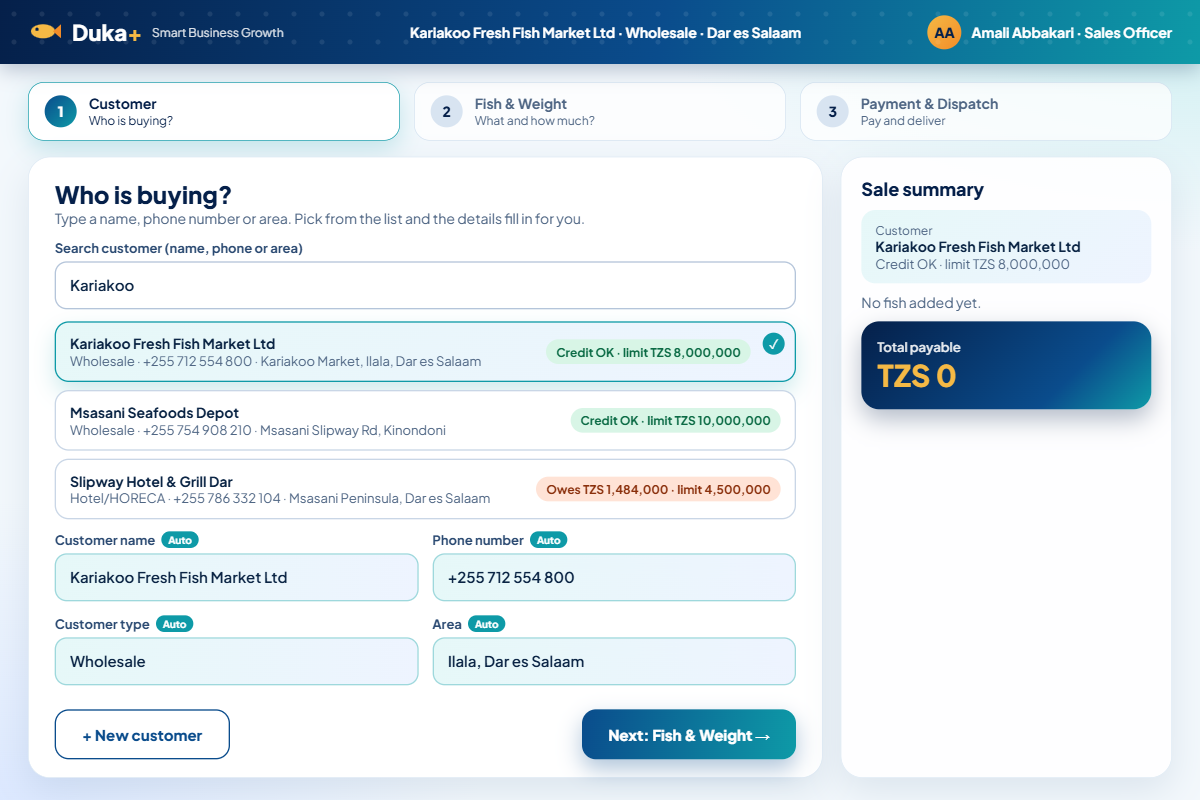 Duka+ Smart Business Growth
Kariakoo Fresh Fish Market Ltd · Wholesale · Dar es Salaam
AA Amali Abbakari · Sales Officer
1 Customer
Who is buying?
2 Fish & Weight
What and how much?
3 Payment & Dispatch
Pay and deliver
Who is buying?
Type a name, phone number or area. Pick from the list and the details fill in for you.
Search customer (name, phone or area)
Kariakoo
Kariakoo Fresh Fish Market Ltd
Wholesale · +255 712 554 800 · Kariakoo Market, Ilala, Dar es Salaam
Credit OK · limit TZS 8,000,000
✓
Msasani Seafoods Depot
Wholesale · +255 754 908 210 · Msasani Slipway Rd, Kinondoni
Credit OK · limit TZS 10,000,000
Slipway Hotel & Grill Dar
Hotel/HORECA · +255 786 332 104 · Msasani Peninsula, Dar es Salaam
Owes TZS 1,484,000 · limit 4,500,000
Customer name Auto
Kariakoo Fresh Fish Market Ltd
Phone number Auto
+255 712 554 800
Customer type Auto
Wholesale
Area Auto
Ilala, Dar es Salaam
+ New customer
Next: Fish & Weight →
Sale summary
Customer
Kariakoo Fresh Fish Market Ltd
Credit OK · limit TZS 8,000,000
No fish added yet.
Total payable
TZS 0